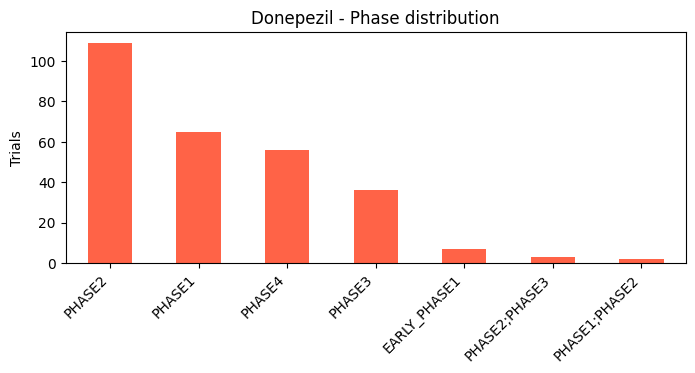 Donepezil - Phase distribution
Trials
100
80
60
40
20
0
PHASE2
PHASE1
PHASE4
PHASE3
EARLY_PHASE1
PHASE2;PHASE3
PHASE1;PHASE2